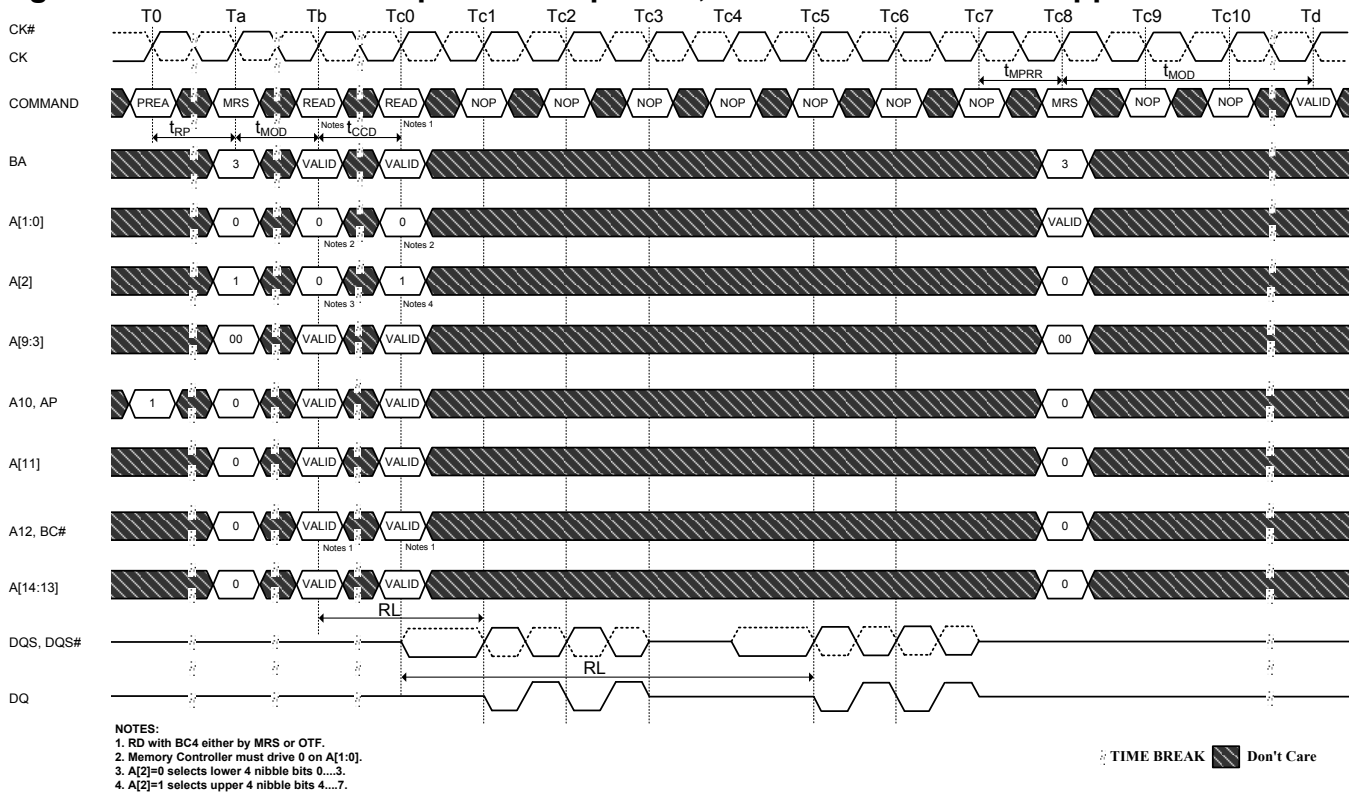 T0 Ta Tb Tc0 Tc1 Tc2 Tc3 Tc4 Tc5 Tc6 Tc7 Tc8 Tc9 Tc10 Td
CK#
CK
tMPRR tMOD
COMMAND PREA MRS READ READ NOP NOP NOP NOP NOP NOP NOP MRS NOP NOP VALID
Notes 1 Notes 1
tRP tMOD tCCD
BA 3 VALID VALID 3
A[1:0] 0 0 0 VALID
Notes 2 Notes 2
A[2] 1 0 1 0
Notes 3 Notes 4
A[9:3] 00 VALID VALID 00
A10, AP 1 0 VALID VALID 0
A[11] 0 VALID VALID 0
A12, BC# 0 VALID VALID 0
Notes 1 Notes 1
A[14:13] 0 VALID VALID 0
RL
DQS, DQS#
RL
DQ
NOTES:
1. RD with BC4 either by MRS or OTF.
2. Memory Controller must drive 0 on A[1:0].
3. A[2]=0 selects lower 4 nibble bits 0....3.
4. A[2]=1 selects upper 4 nibble bits 4....7.
TIME BREAK Don't Care